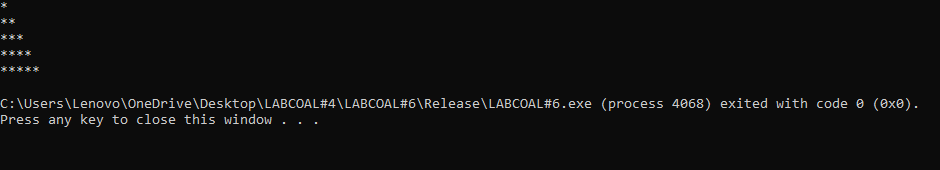 *
**
***
****
*****
C:\Users\Lenovo\OneDrive\Desktop\LABCOAL#4\LABCOAL#6\Release\LABCOAL#6.exe (process 4068) exited with code 0 (0x0).
Press any key to close this window . . .